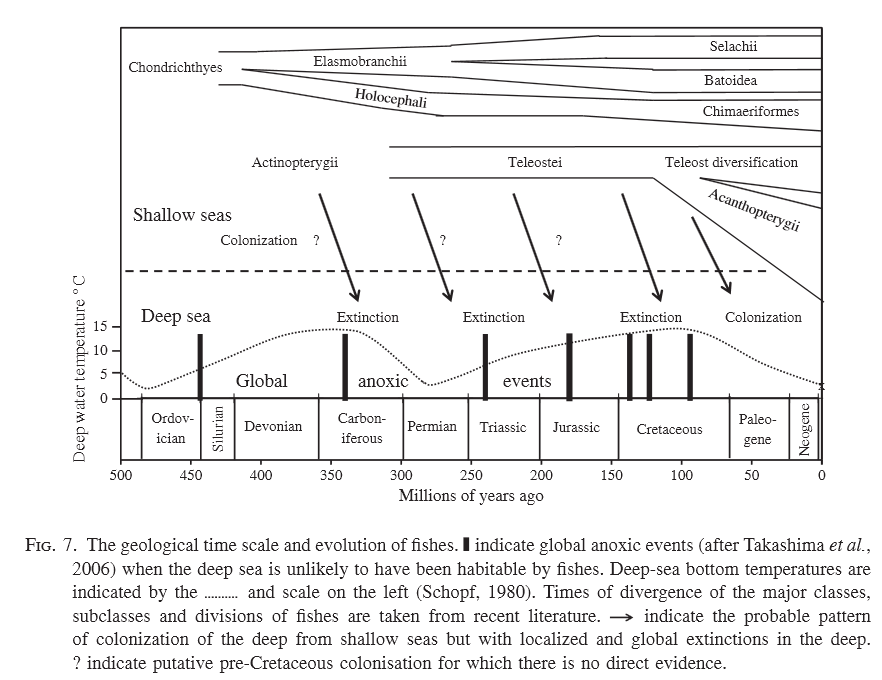 Selachii
Chondrichthyes
Elasmobranchii
Batoidea
Holocephali
Chimaeriformes
Actinopterygii
Teleostei
Teleost diversification
Acanthopterygii
Shallow seas
Colonization ?
?
?
Deep sea
Extinction
Extinction
Extinction
Colonization
Deep water temperature °C
15
10
5
0
Global
anoxic
events
Ordov-
ician
Silurian
Devonian
Carbon-
iferous
Permian
Triassic
Jurassic
Cretaceous
Paleo-
gene
Neogene
500 450 400 350 300 250 200 150 100 50 0
Millions of years ago
FIG. 7. The geological time scale and evolution of fishes. ▮ indicate global anoxic events (after Takashima et al.,
2006) when the deep sea is unlikely to have been habitable by fishes. Deep-sea bottom temperatures are
indicated by the .......... and scale on the left (Schopf, 1980). Times of divergence of the major classes,
subclasses and divisions of fishes are taken from recent literature. → indicate the probable pattern
of colonization of the deep from shallow seas but with localized and global extinctions in the deep.
? indicate putative pre-Cretaceous colonisation for which there is no direct evidence.